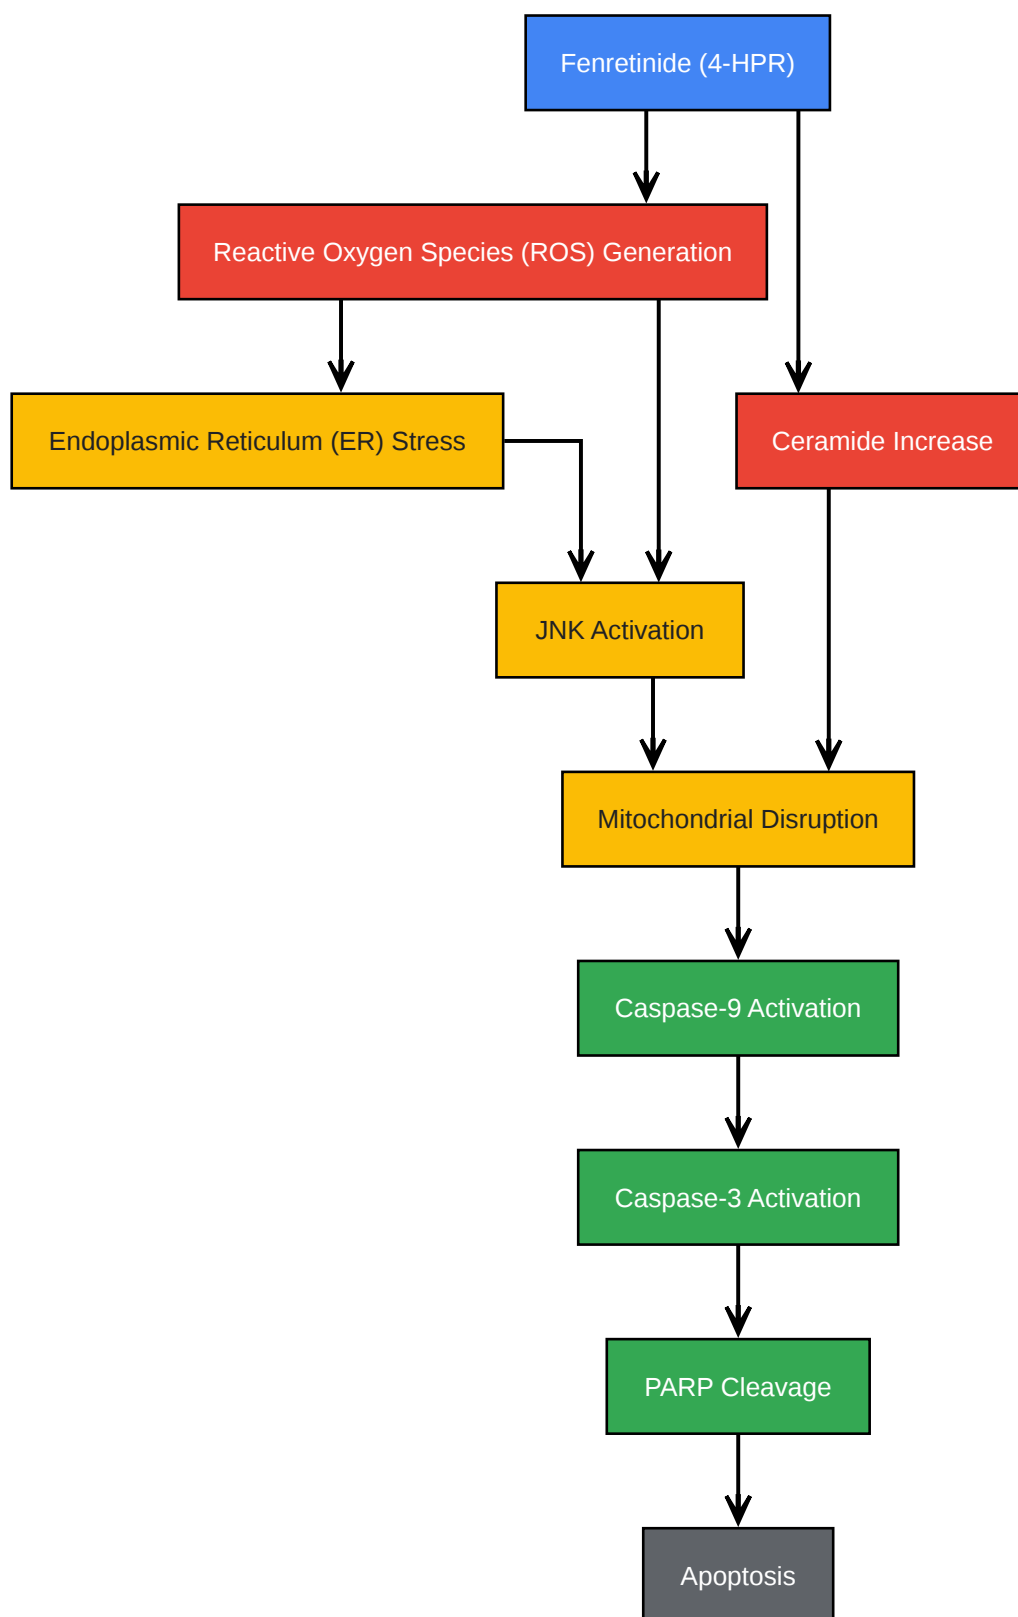 Fenretinide (4-HPR)
Reactive Oxygen Species (ROS) Generation
Endoplasmic Reticulum (ER) Stress
Ceramide Increase
JNK Activation
Mitochondrial Disruption
Caspase-9 Activation
Caspase-3 Activation
PARP Cleavage
Apoptosis